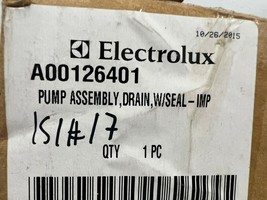 10/26/2015
Electrolux
A00126401
PUMP ASSEMBLY,DRAIN,W/SEAL-IMP
QTY 1 PC